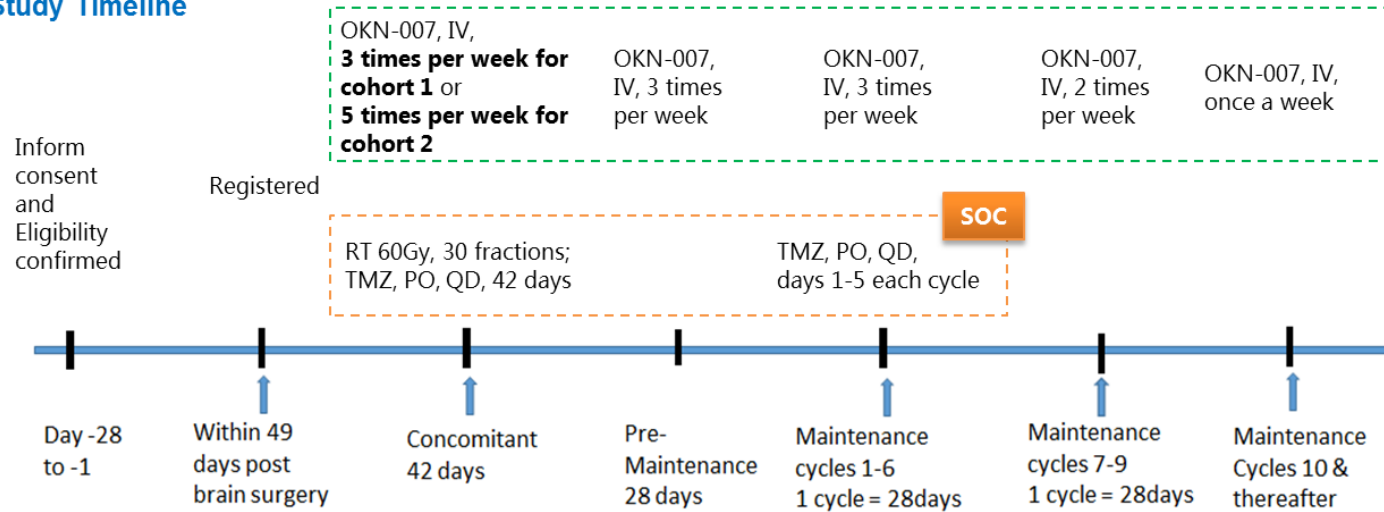 Study Timeline
OKN-007, IV,
3 times per week for
cohort 1 or
5 times per week for
cohort 2
OKN-007,
IV, 3 times
per week
OKN-007,
IV, 3 times
per week
OKN-007,
IV, 2 times
per week
OKN-007, IV,
once a week
Inform
consent
and
Eligibility
confirmed
Registered
SOC
RT 60Gy, 30 fractions;
TMZ, PO, QD, 42 days
TMZ, PO, QD,
days 1-5 each cycle
Day -28
to -1
Within 49
days post
brain surgery
Concomitant
42 days
Pre-
Maintenance
28 days
Maintenance
cycles 1-6
1 cycle = 28days
Maintenance
cycles 7-9
1 cycle = 28days
Maintenance
Cycles 10 &
thereafter